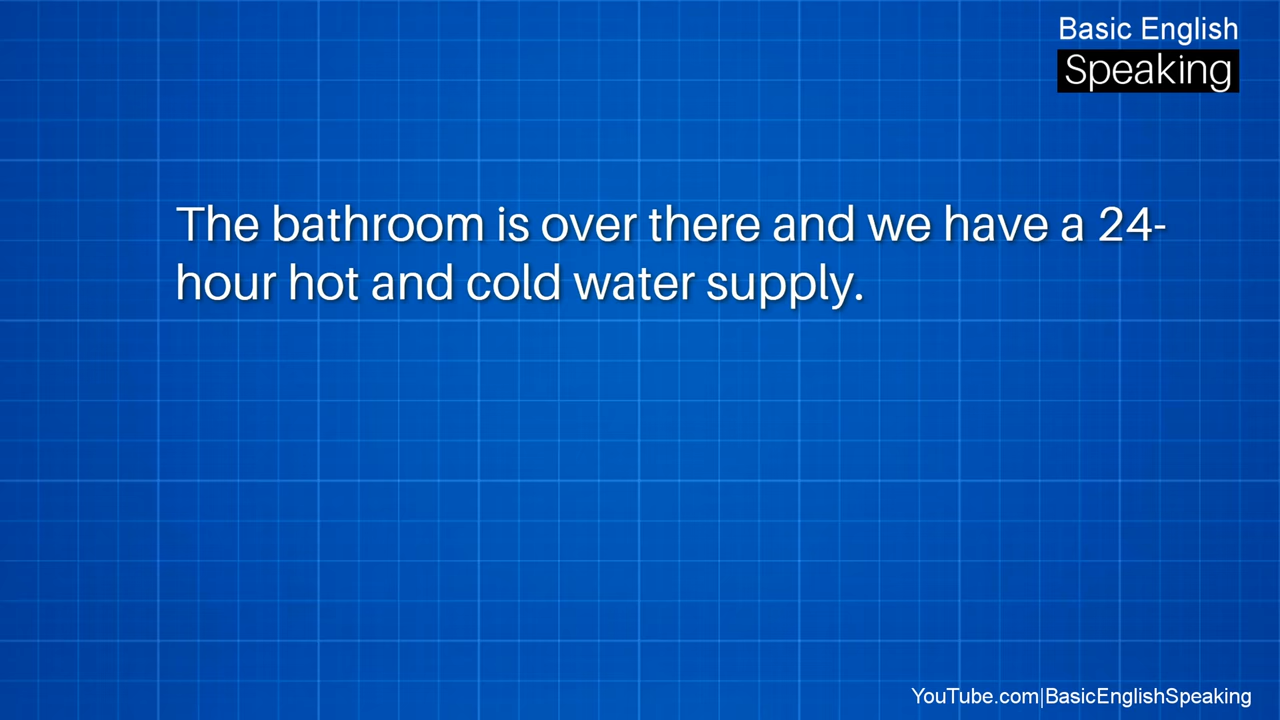 Basic English
Speaking
The bathroom is over there and we have a 24-
hour hot and cold water supply.
YouTube.com|BasicEnglishSpeaking